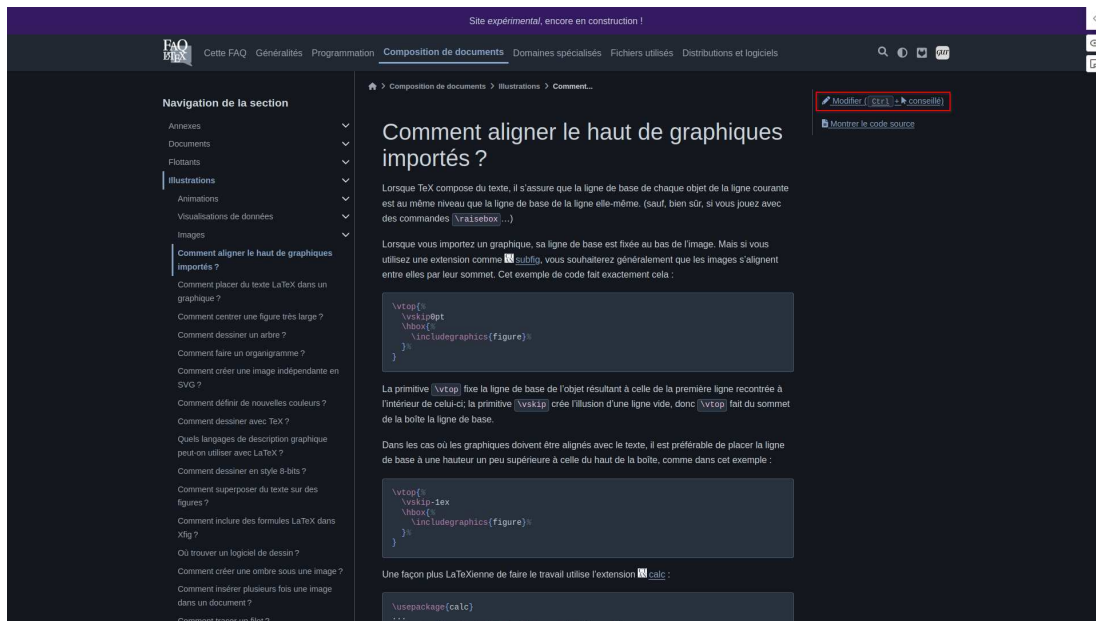 Site expérimental, encore en construction !
FAQ
LaTeX
Cette FAQ Généralités Programmation Composition de documents Domaines spécialisés Fichiers utilisés Distributions et logiciels
GUT
Navigation de la section
Annexes
Documents
Flottants
Illustrations
Animations
Visualisations de données
Images
Comment aligner le haut de graphiques
importés ?
Comment placer du texte LaTeX dans un
graphique ?
Comment centrer une figure très large ?
Comment dessiner un arbre ?
Comment faire un organigramme ?
Comment créer une image indépendante en
SVG ?
Comment définir de nouvelles couleurs ?
Comment dessiner avec TeX ?
Quels langages de description graphique
peut-on utiliser avec LaTeX ?
Comment dessiner en style 8-bits ?
Comment superposer du texte sur des
figures ?
Comment inclure des formules LaTeX dans
Xfig ?
Où trouver un logiciel de dessin ?
Comment créer une ombre sous une image ?
Comment insérer plusieurs fois une image
dans un document ?
Comment tracer un filet ?
> Composition de documents > Illustrations > Comment...
Comment aligner le haut de graphiques
importés ?
Lorsque TeX compose du texte, il s'assure que la ligne de base de chaque objet de la ligne courante
est au même niveau que la ligne de base de la ligne elle-même. (sauf, bien sûr, si vous jouez avec
des commandes \raisebox …)
Lorsque vous importez un graphique, sa ligne de base est fixée au bas de l'image. Mais si vous
utilisez une extension comme subfig, vous souhaiterez généralement que les images s'alignent
entre elles par leur sommet. Cet exemple de code fait exactement cela :
\vtop{%
\vskip0pt
\hbox{%
\includegraphics{figure}%
}%
}
La primitive \vtop fixe la ligne de base de l'objet résultant à celle de la première ligne recontrée à
l'intérieur de celui-ci; la primitive \vskip crée l'illusion d'une ligne vide, donc \vtop fait du sommet
de la boîte la ligne de base.
Dans les cas où les graphiques doivent être alignés avec le texte, il est préférable de placer la ligne
de base à une hauteur un peu supérieure à celle du haut de la boîte, comme dans cet exemple :
\vtop{%
\vskip-1ex
\hbox{%
\includegraphics{figure}%
}%
}
Une façon plus LaTeXienne de faire le travail utilise l'extension calc :
\usepackage{calc}
...
Modifier ( Ctrl + conseillé)
Montrer le code source